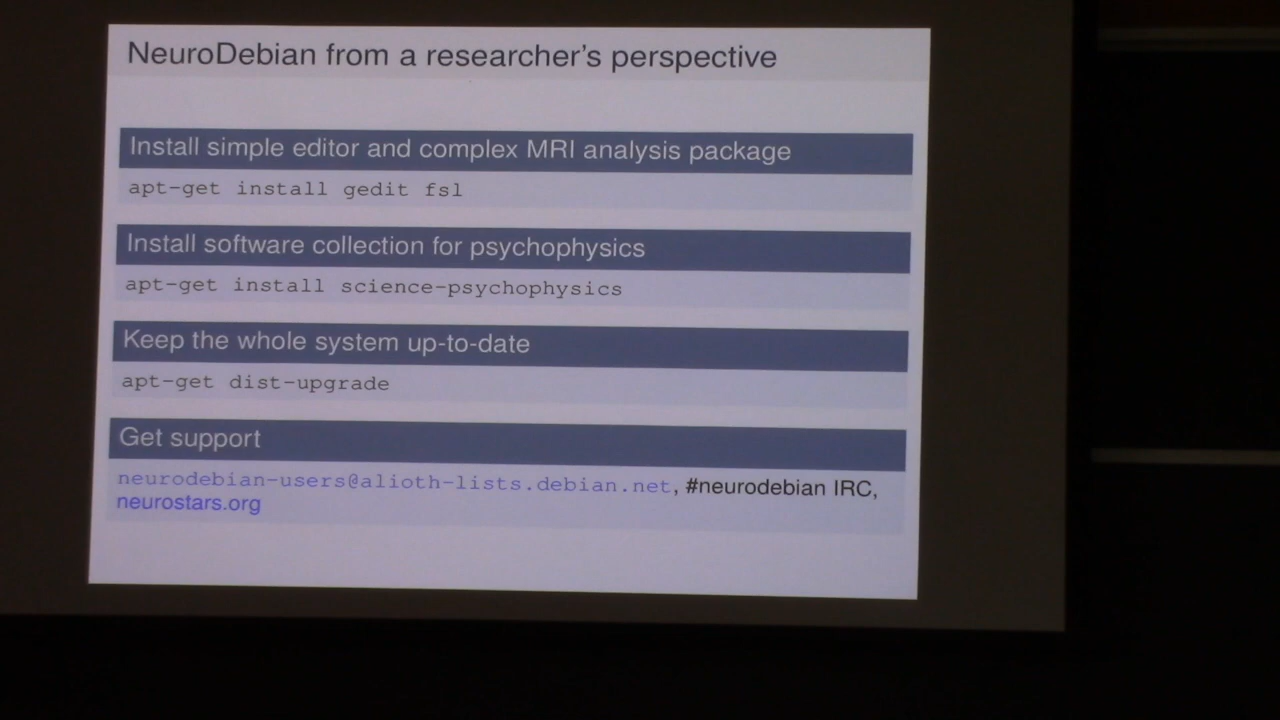 NeuroDebian from a researcher's perspective
Install simple editor and complex MRI analysis package
apt-get install gedit fsl
Install software collection for psychophysics
apt-get install science-psychophysics
Keep the whole system up-to-date
apt-get dist-upgrade
Get support
neurodebian-users@alioth-lists.debian.net, #neurodebian IRC,
neurostars.org